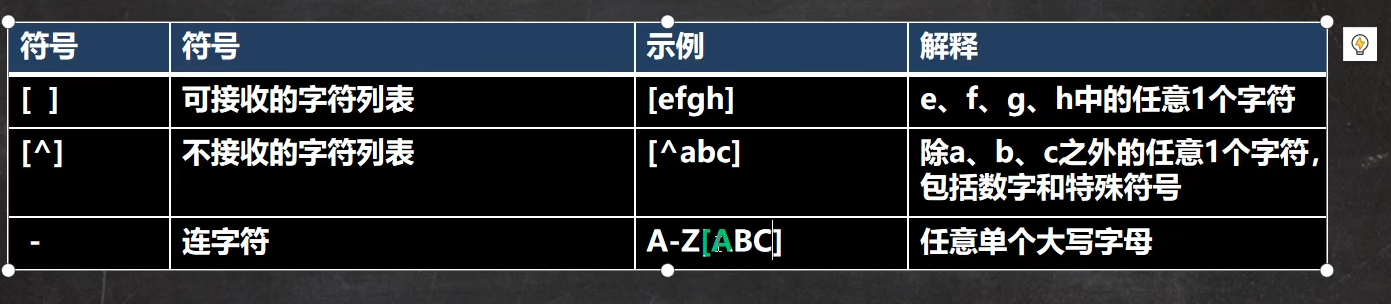 符号 符号 示例 解释
[ ] 可接收的字符列表 [efgh] e、f、g、h中的任意1个字符
[^] 不接收的字符列表 [^abc] 除a、b、c之外的任意1个字符，
包括数字和特殊符号
- 连字符 A-Z[ABC] 任意单个大写字母